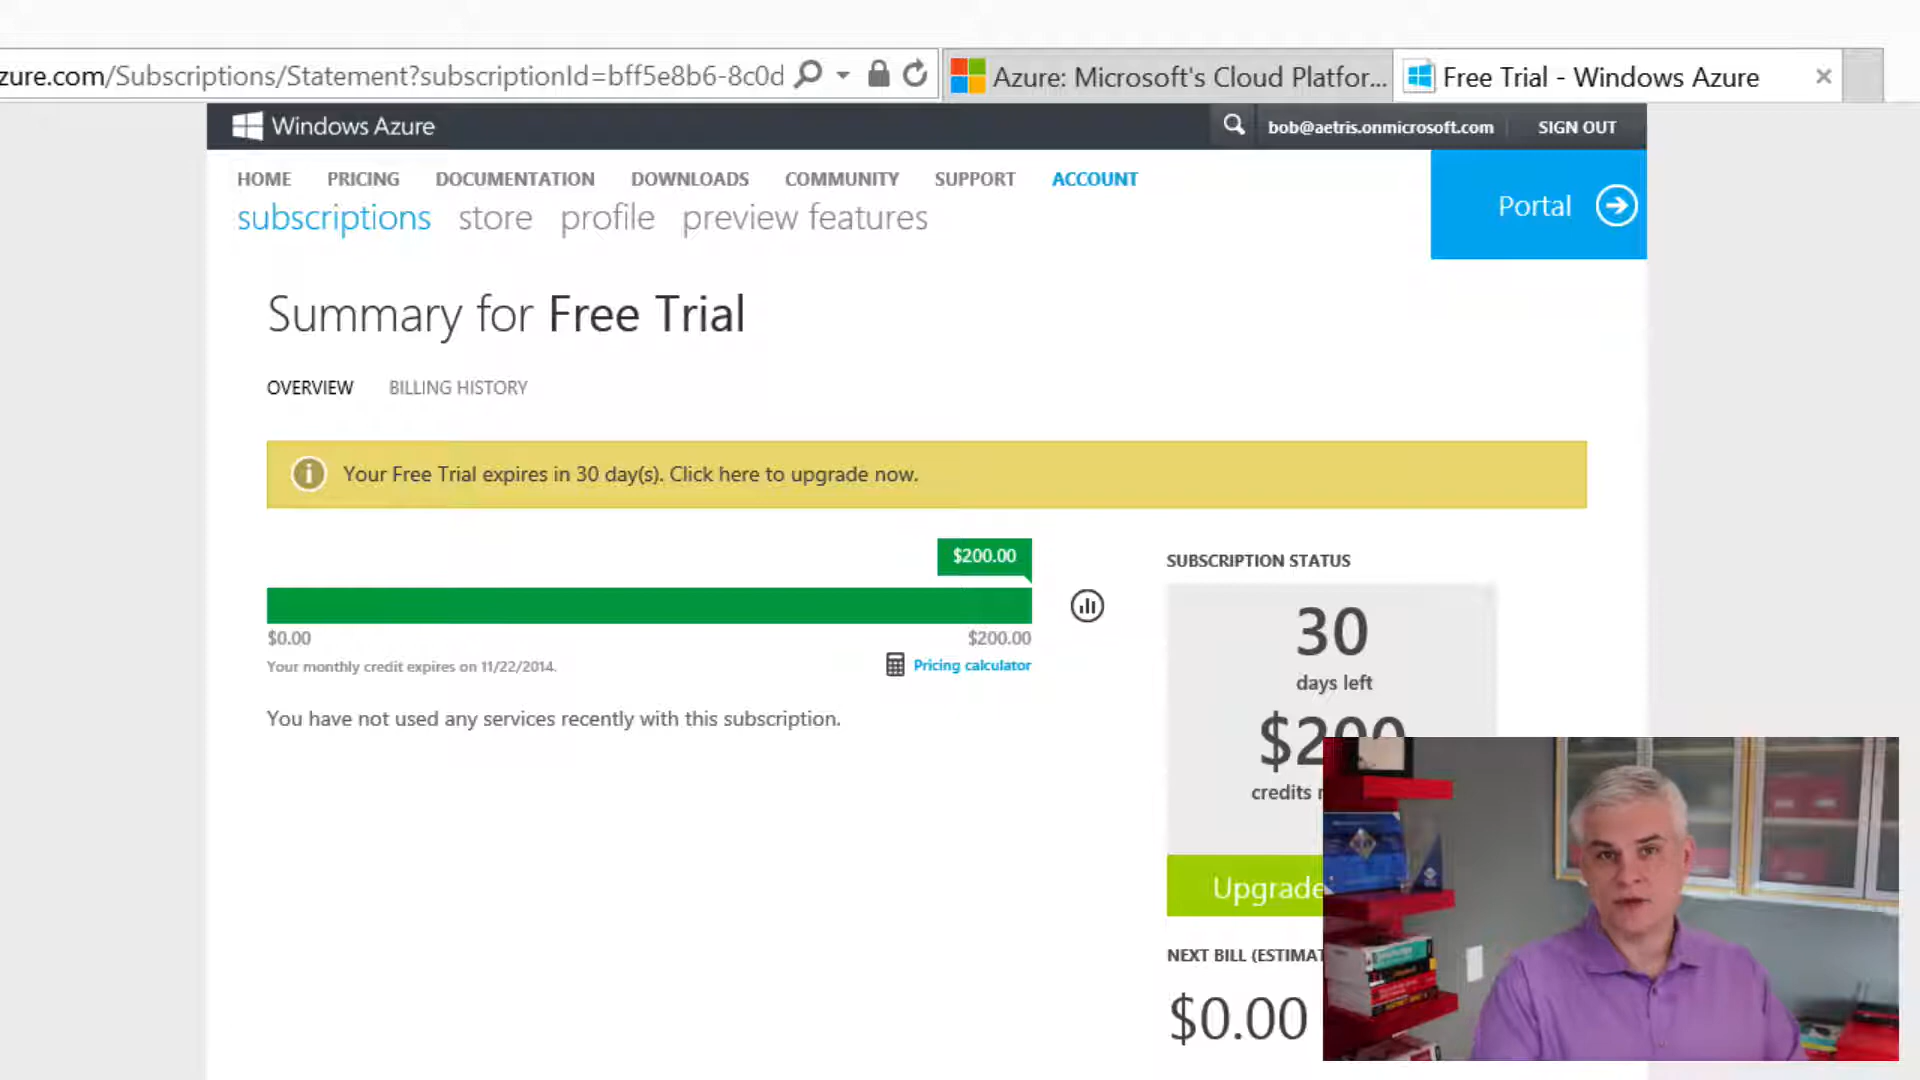 zure.com/Subscriptions/Statement?subscriptionId=bff5e8b6-8c0d
Azure: Microsoft's Cloud Platfor...
Free Trial - Windows Azure
Windows Azure
bob@aetris.onmicrosoft.com
SIGN OUT
HOME PRICING DOCUMENTATION DOWNLOADS COMMUNITY SUPPORT ACCOUNT
subscriptions store profile preview features
Portal
Summary for Free Trial
OVERVIEW BILLING HISTORY
Your Free Trial expires in 30 day(s). Click here to upgrade now.
$200.00
$0.00 $200.00
Your monthly credit expires on 11/22/2014.
Pricing calculator
You have not used any services recently with this subscription.
SUBSCRIPTION STATUS
30
days left
$200
credits
Upgrade
NEXT BILL (ESTIMAT
$0.00